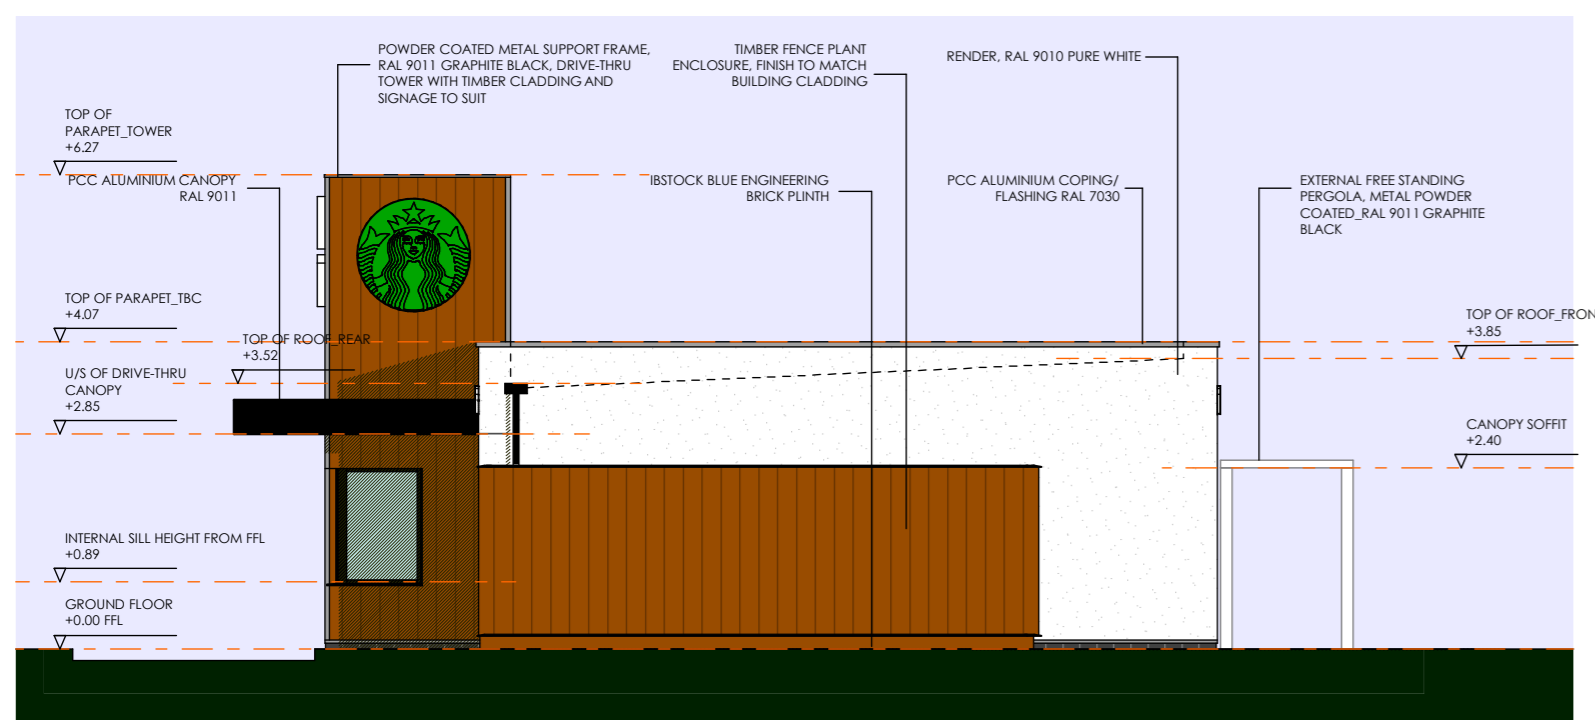 POWDER COATED METAL SUPPORT FRAME,
RAL 9011 GRAPHITE BLACK, DRIVE-THRU
TOWER WITH TIMBER CLADDING AND
SIGNAGE TO SUIT
TIMBER FENCE PLANT
ENCLOSURE, FINISH TO MATCH
BUILDING CLADDING
RENDER, RAL 9010 PURE WHITE
TOP OF
PARAPET_TOWER
+6.27
PCC ALUMINIUM CANOPY
RAL 9011
IBSTOCK BLUE ENGINEERING
BRICK PLINTH
PCC ALUMINIUM COPING/
FLASHING RAL 7030
EXTERNAL FREE STANDING
PERGOLA, METAL POWDER
COATED_RAL 9011 GRAPHITE
BLACK
TOP OF PARAPET_TBC
+4.07
TOP OF ROOF_REAR
+3.52
TOP OF ROOF_FRON
+3.85
U/S OF DRIVE-THRU
CANOPY
+2.85
CANOPY SOFFIT
+2.40
INTERNAL SILL HEIGHT FROM FFL
+0.89
GROUND FLOOR
+0.00 FFL